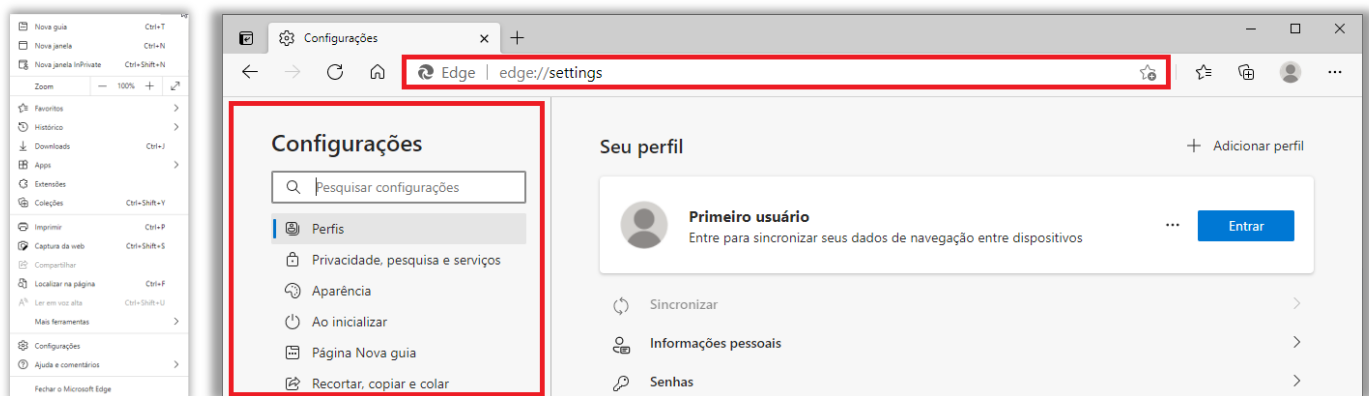 Nova guia Ctrl+T
Nova janela Ctrl+N
Nova janela InPrivate Ctrl+Shift+N
Zoom 100%
Favoritos
Histórico
Downloads Ctrl+J
Apps
Extensões
Coleções Ctrl+Shift+Y
Imprimir Ctrl+P
Captura da web Ctrl+Shift+S
Compartilhar
Localizar na página Ctrl+F
Ler em voz alta Ctrl+Shift+U
Mais ferramentas
Configurações
Ajuda e comentários
Fechar o Microsoft Edge
Configurações
Edge | edge://settings
Configurações
Pesquisar configurações
Perfis
Privacidade, pesquisa e serviços
Aparência
Ao inicializar
Página Nova guia
Recortar, copiar e colar
Seu perfil
Adicionar perfil
Primeiro usuário
Entre para sincronizar seus dados de navegação entre dispositivos
Entrar
Sincronizar
Informações pessoais
Senhas